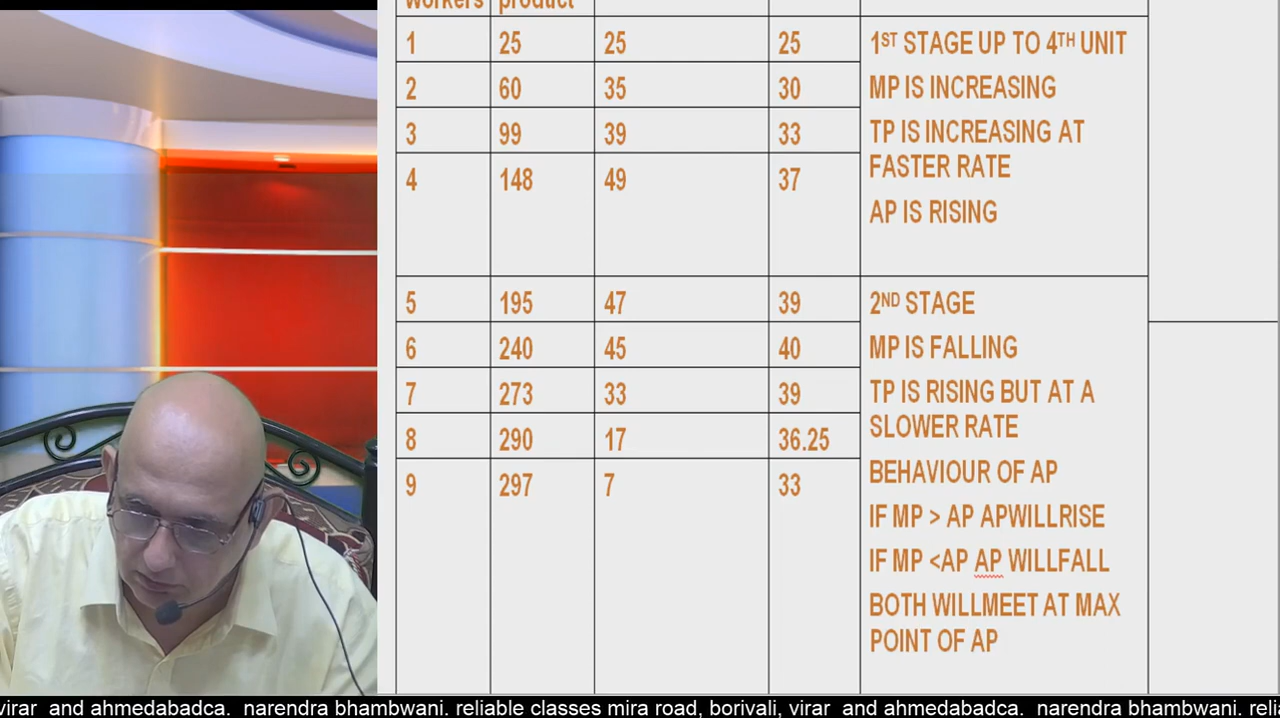 workers product
1 25 25 25 1ST STAGE UP TO 4TH UNIT
2 60 35 30 MP IS INCREASING
3 99 39 33 TP IS INCREASING AT
FASTER RATE
4 148 49 37
AP IS RISING
5 195 47 39 2ND STAGE
6 240 45 40 MP IS FALLING
7 273 33 39 TP IS RISING BUT AT A
SLOWER RATE
8 290 17 36.25
BEHAVIOUR OF AP
9 297 7 33
IF MP > AP APWILLRISE
IF MP <AP AP WILLFALL
BOTH WILLMEET AT MAX
POINT OF AP
virar and ahmedabadca. narendra bhambwani. reliable classes mira road, borivali, virar and ahmedabadca. narendra bhambwani. reli